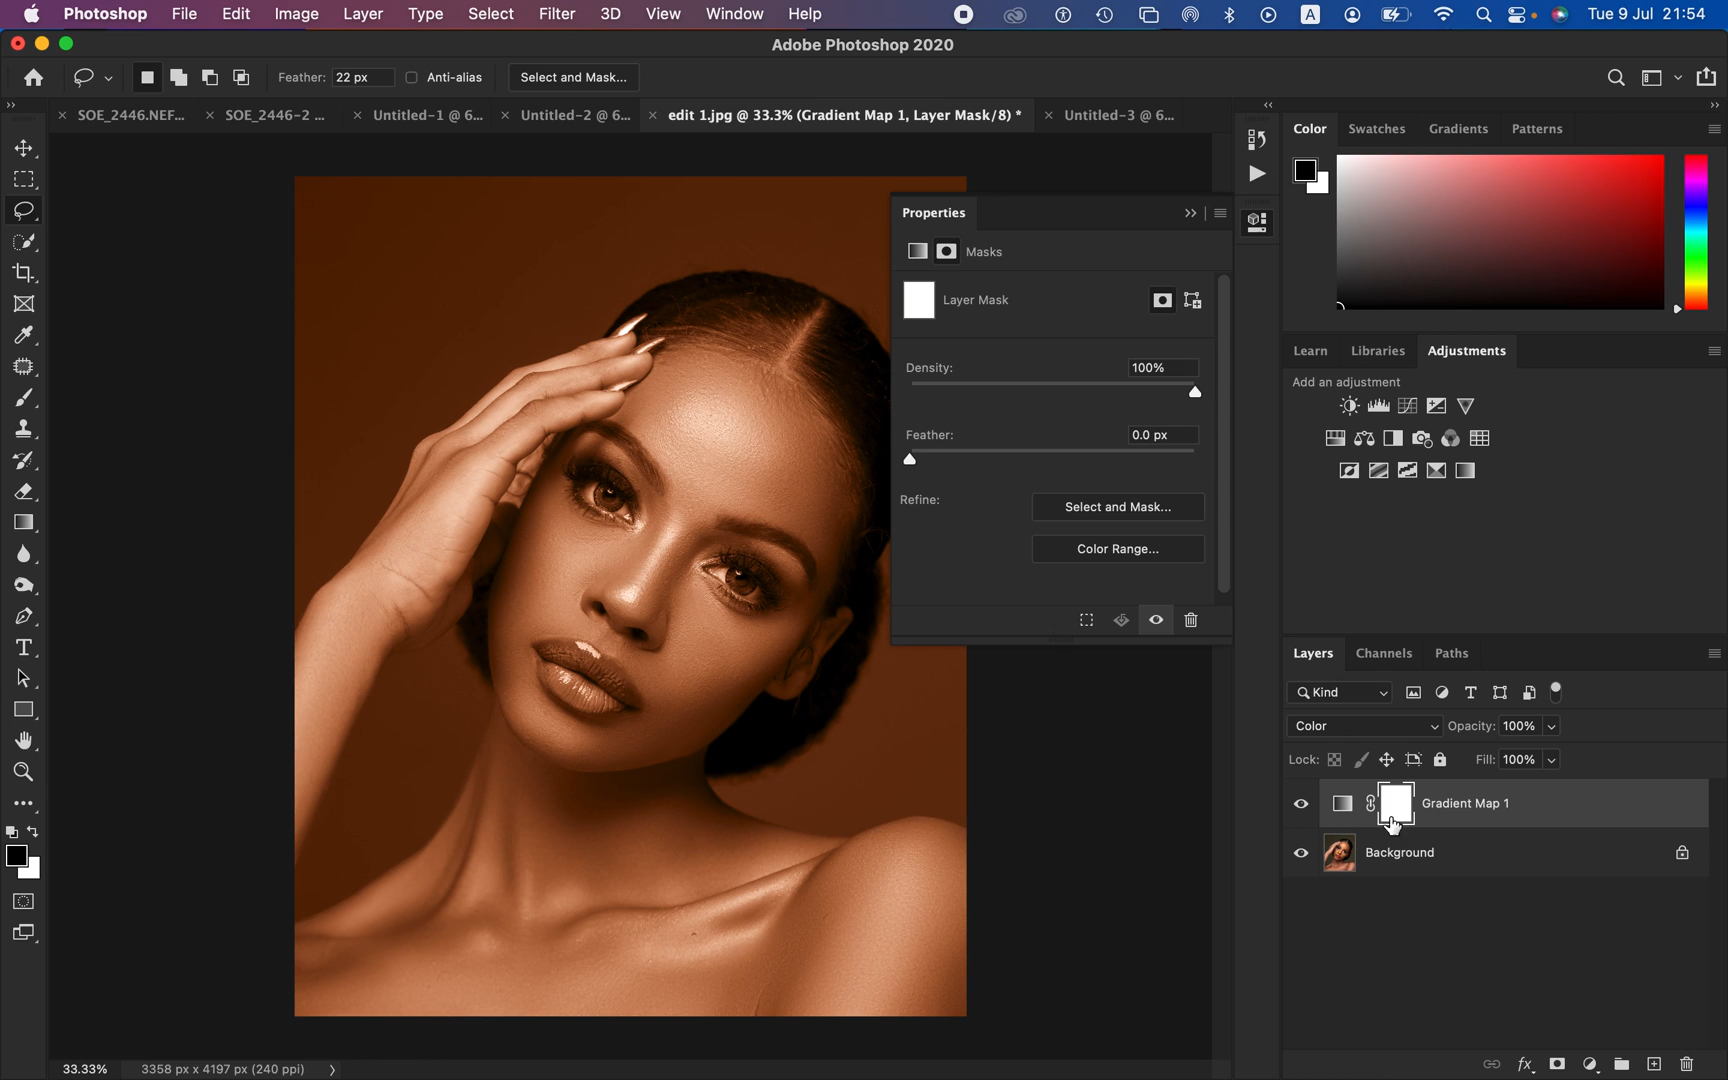 Photoshop File Edit Image Layer Type Select Filter 3D View Window Help A Tue 9 Jul 21:54
Adobe Photoshop 2020
Feather: 22 px Anti-alias Select and Mask...
SOE_2446.NEF... SOE_2446-2 ... Untitled-1 @ 6... Untitled-2 @ 6... edit 1.jpg @ 33.3% (Gradient Map 1, Layer Mask/8) * Untitled-3 @ 6...
Color Swatches Gradients Patterns
Properties
Masks
Layer Mask
Density: 100%
Feather: 0.0 px
Refine:
Select and Mask...
Color Range...
Learn Libraries Adjustments
Add an adjustment
Layers Channels Paths
Kind
Color Opacity: 100%
Lock: Fill: 100%
Gradient Map 1
Background
fx
33.33% 3358 px x 4197 px (240 ppi)